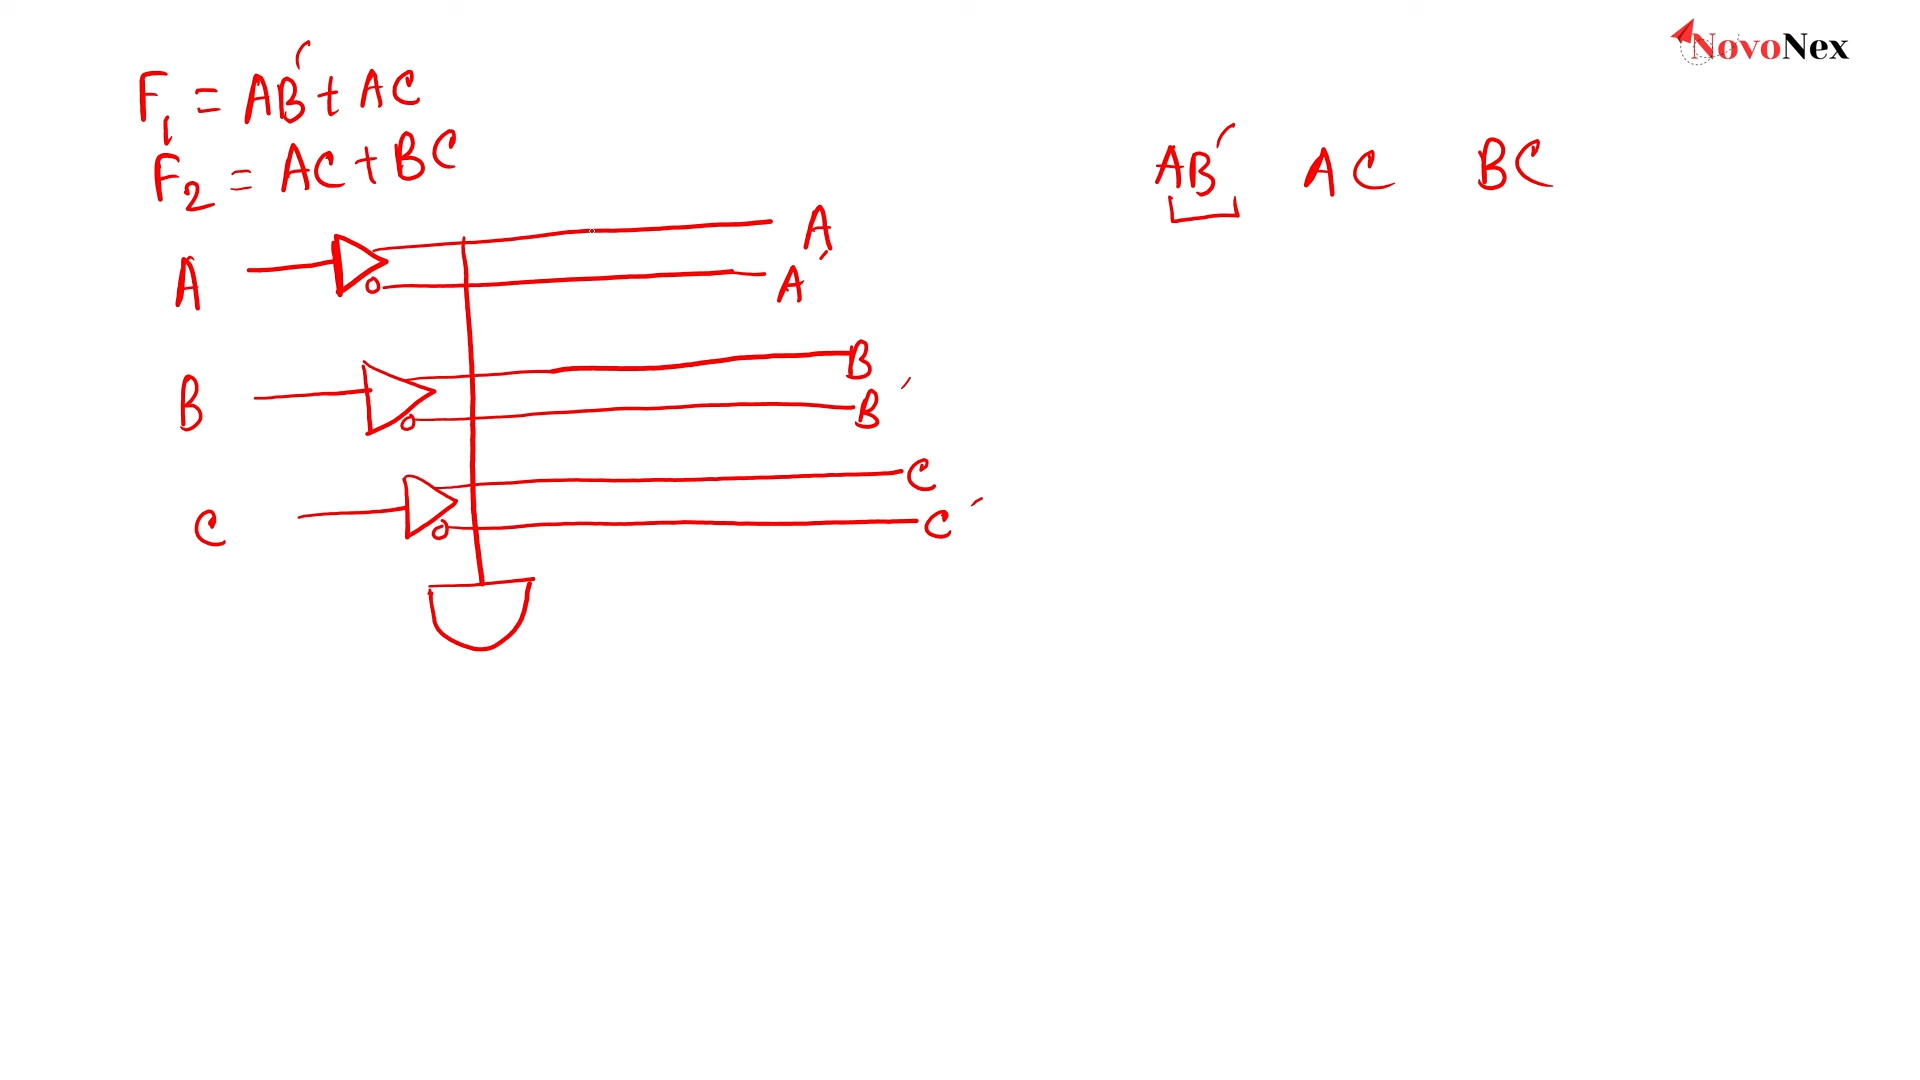 NovoNex
F₁ = AB′ + AC
F₂ = AC + BC
AB′ AC BC
A
A
A′
B
B
B′
C
C
C′